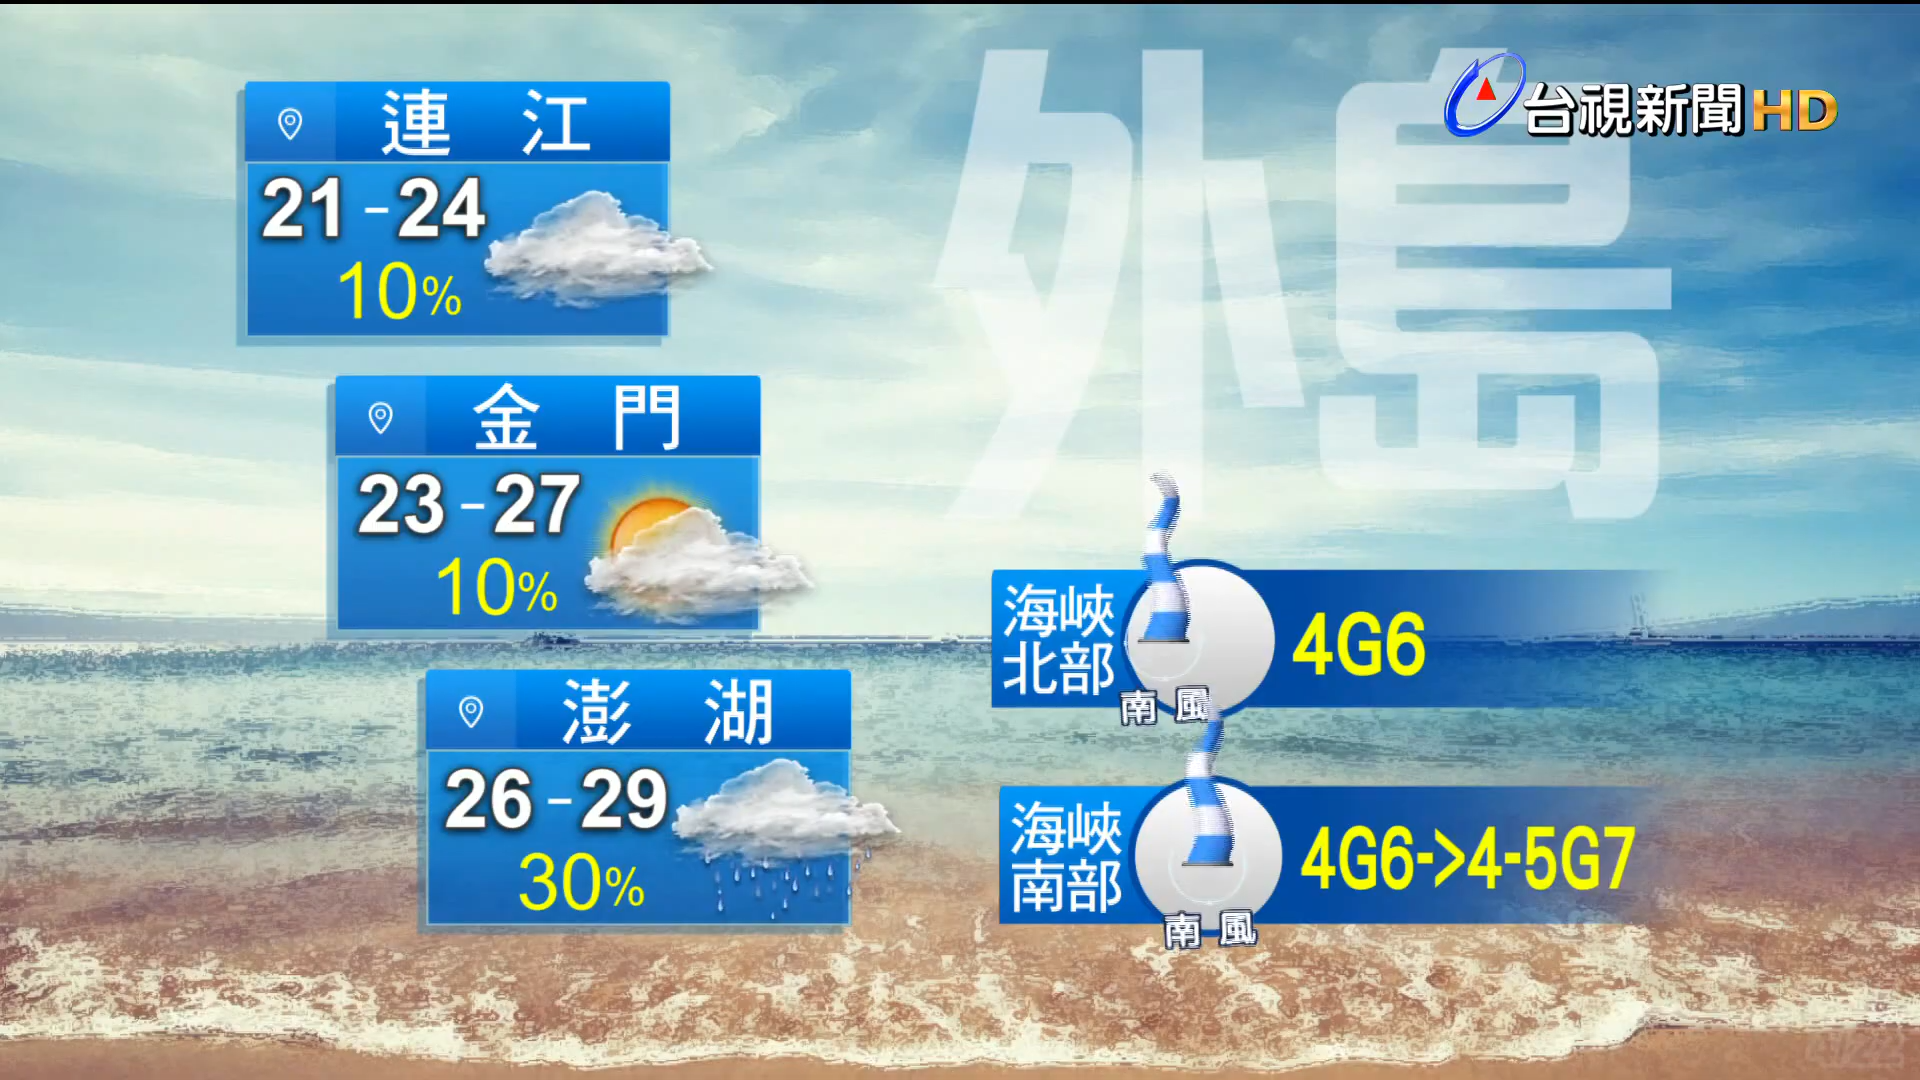 外島
台視新聞HD
連江
21-24
10%
金門
23-27
10%
澎湖
26-29
30%
海峽北部
南風
4G6
海峽南部
南風
4G6->4-5G7